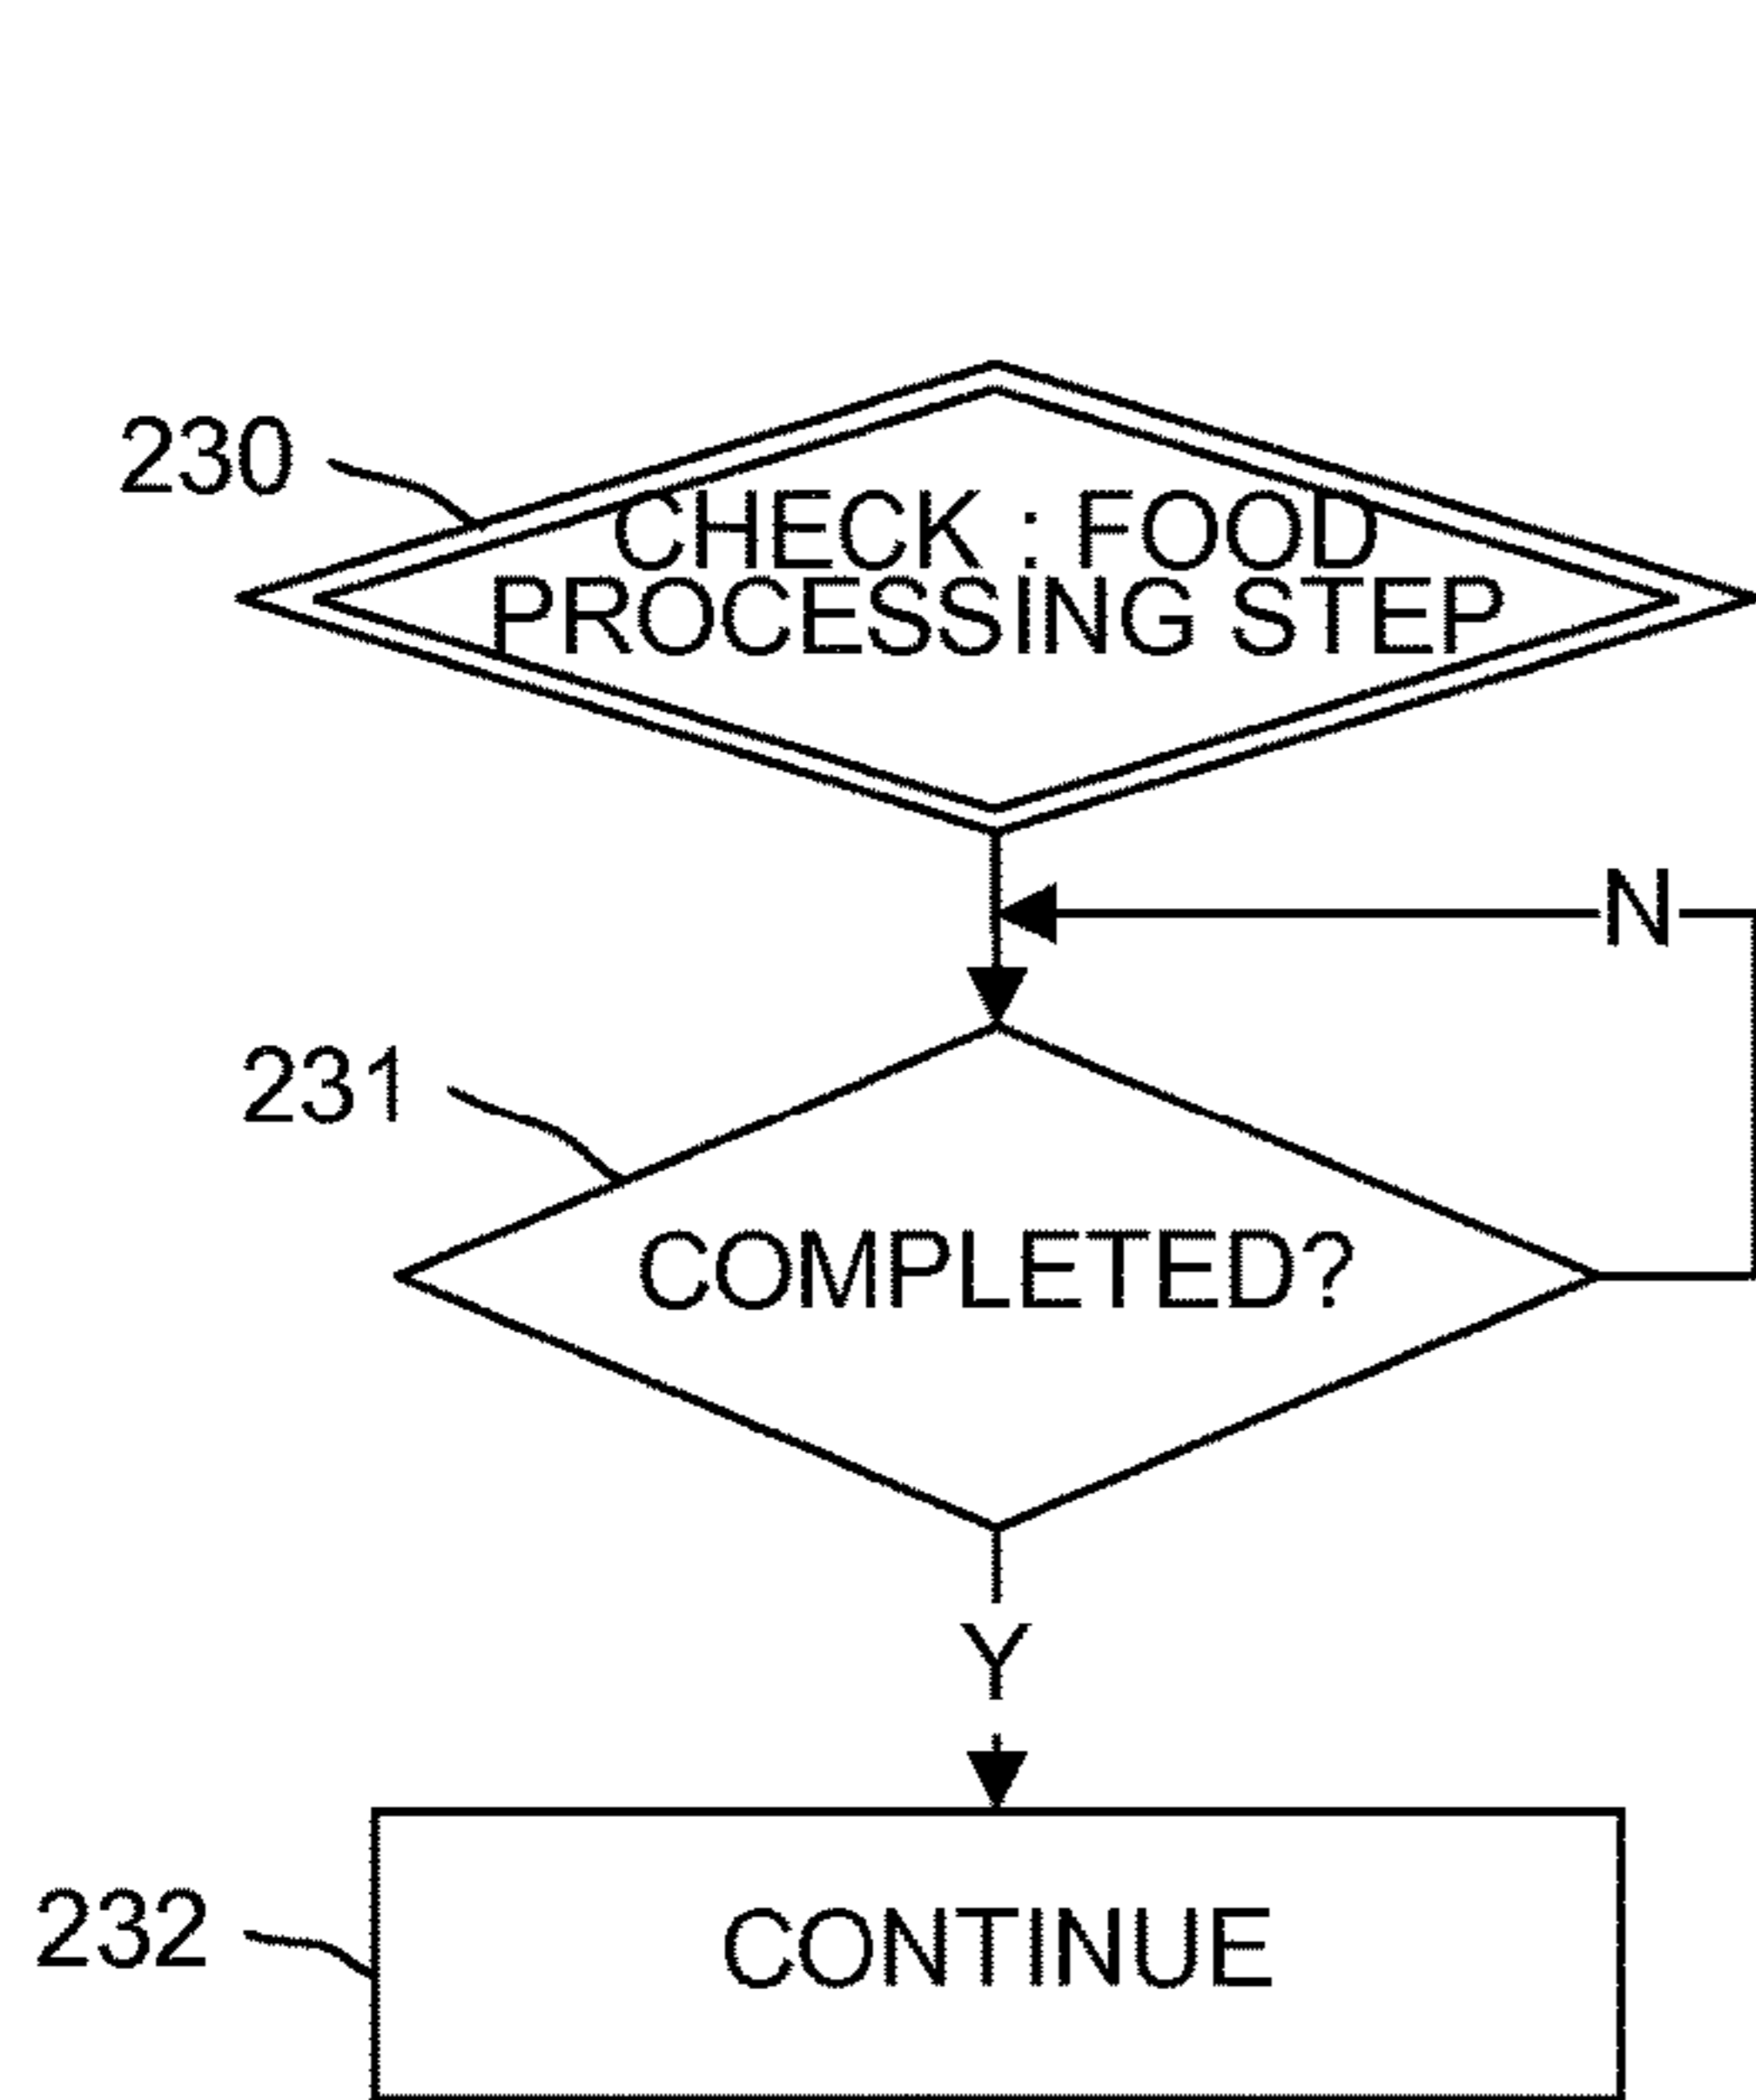 230
CHECK : FOOD
PROCESSING STEP
N
231
COMPLETED?
Y
232
CONTINUE